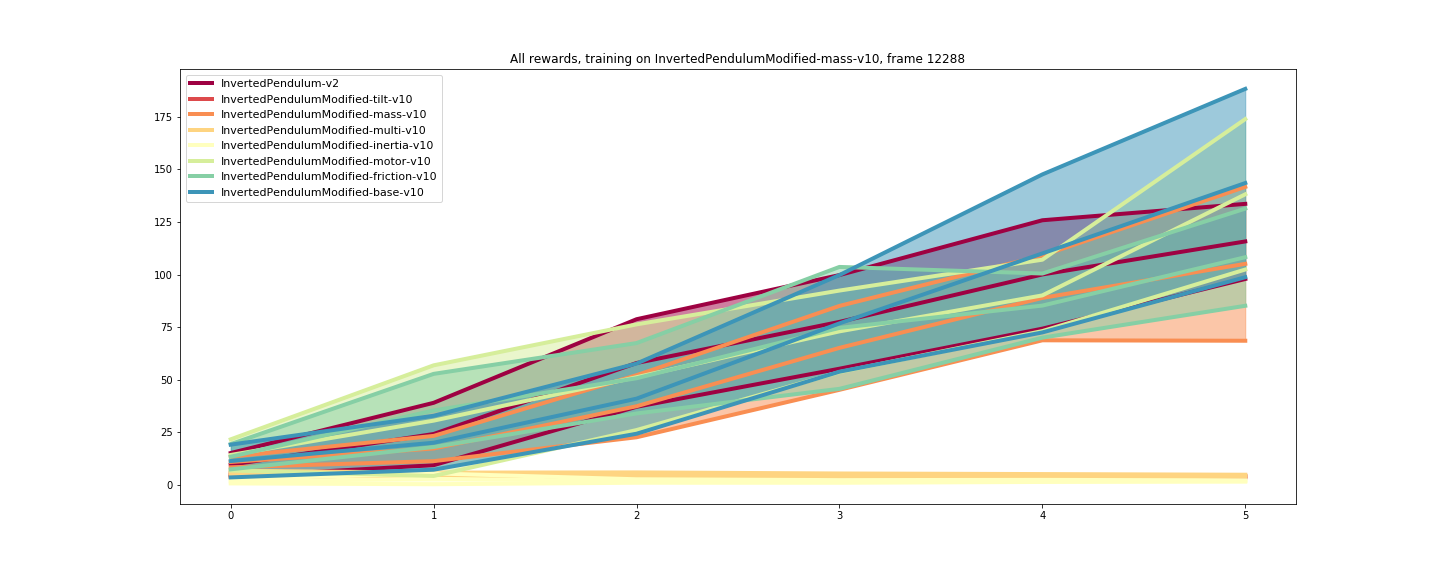 All rewards, training on InvertedPendulumModified-mass-v10, frame 12288
InvertedPendulum-v2
InvertedPendulumModified-tilt-v10
InvertedPendulumModified-mass-v10
InvertedPendulumModified-multi-v10
InvertedPendulumModified-inertia-v10
InvertedPendulumModified-motor-v10
InvertedPendulumModified-friction-v10
InvertedPendulumModified-base-v10
175
150
125
100
75
50
25
0
0 1 2 3 4 5